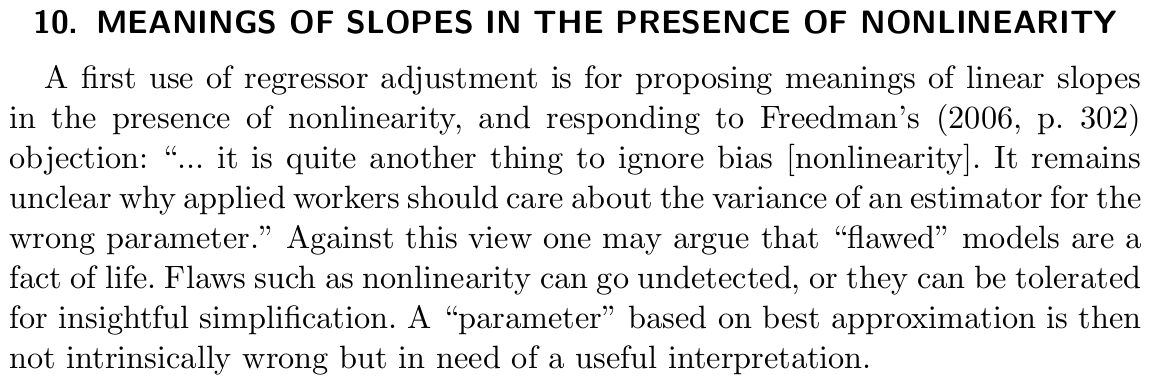 10. MEANINGS OF SLOPES IN THE PRESENCE OF NONLINEARITY
A first use of regressor adjustment is for proposing meanings of linear slopes
in the presence of nonlinearity, and responding to Freedman's (2006, p. 302)
objection: “... it is quite another thing to ignore bias [nonlinearity]. It remains
unclear why applied workers should care about the variance of an estimator for the
wrong parameter.” Against this view one may argue that “flawed” models are a
fact of life. Flaws such as nonlinearity can go undetected, or they can be tolerated
for insightful simplification. A “parameter” based on best approximation is then
not intrinsically wrong but in need of a useful interpretation.